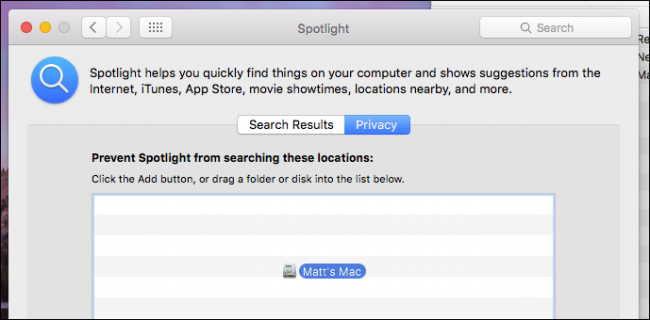 Spotlight
Search
Re
Ne
Ma
Spotlight helps you quickly find things on your computer and shows suggestions from the
Internet, iTunes, App Store, movie showtimes, locations nearby, and more.
Search Results
Privacy
Prevent Spotlight from searching these locations:
Click the Add button, or drag a folder or disk into the list below.
Matt's Mac